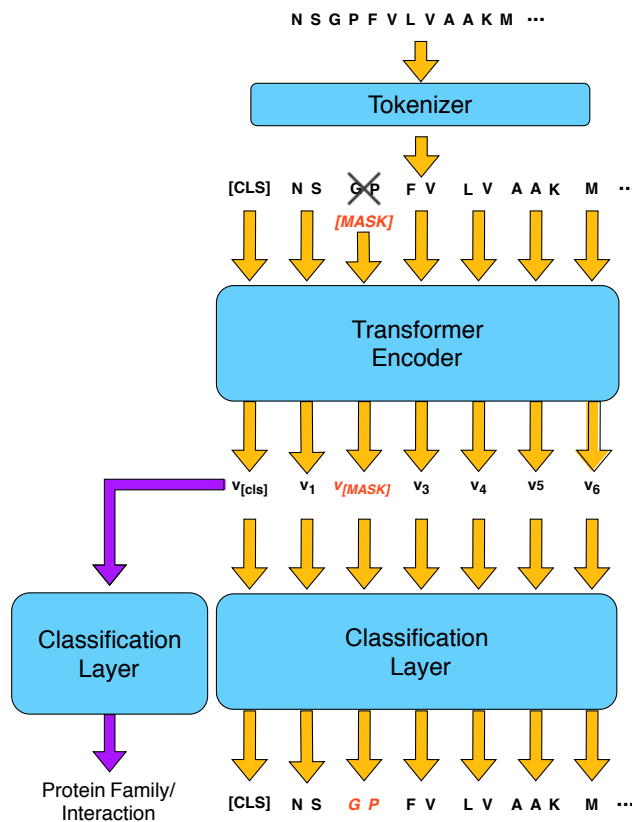 N S G P F V L V A A K M ...
Tokenizer
[CLS] N S G P F V L V A A K M ...
[MASK]
Transformer
Encoder
v[cls] v1 v[MASK] v3 v4 v5 v6
Classification
Layer
Classification
Layer
Protein Family/
Interaction
[CLS] N S G P F V L V A A K M ...